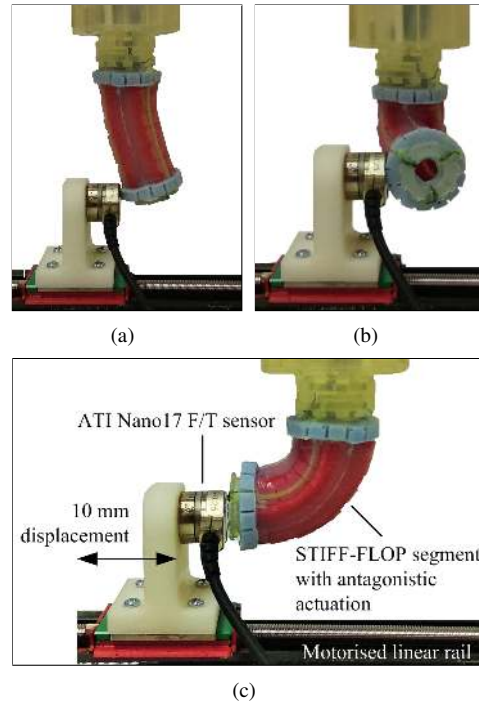 (a)
(b)
ATI Nano17 F/T sensor
10 mm
displacement
STIFF-FLOP segment
with antagonistic
actuation
Motorised linear rail
(c)